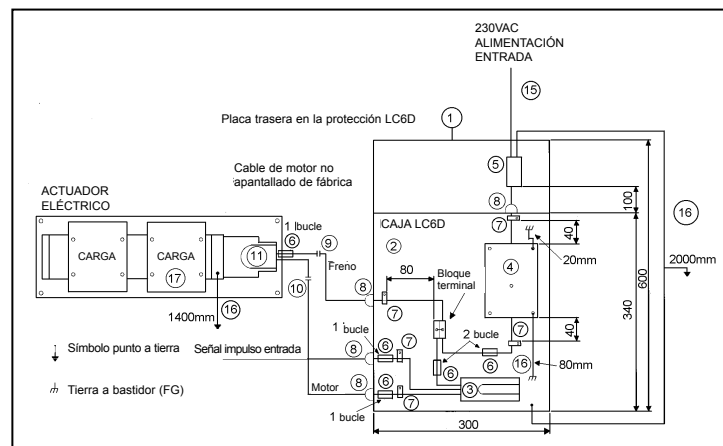 230VAC
ALIMENTACIÓN
ENTRADA
15
Placa trasera en la protección LC6D
1
5
Cable de motor no
apantallado de fábrica
100
8
16
ACTUADOR
ELÉCTRICO
1 lbucle
CAJA LC6D
7
40
600
6
9
2
CARGA
CARGA
11
Freno
80
4
20mm
2000mm
17
10
8
Bloque
terminal
340
16
7
1400mm
2 bucle
7
40
1 bucle
7
Símbolo punto a tierra
Señal impulso entrada
8
6
6
16
80mm
6
Tierra a bastidor (FG)
Motor
8
6
7
3
1 bucle
300